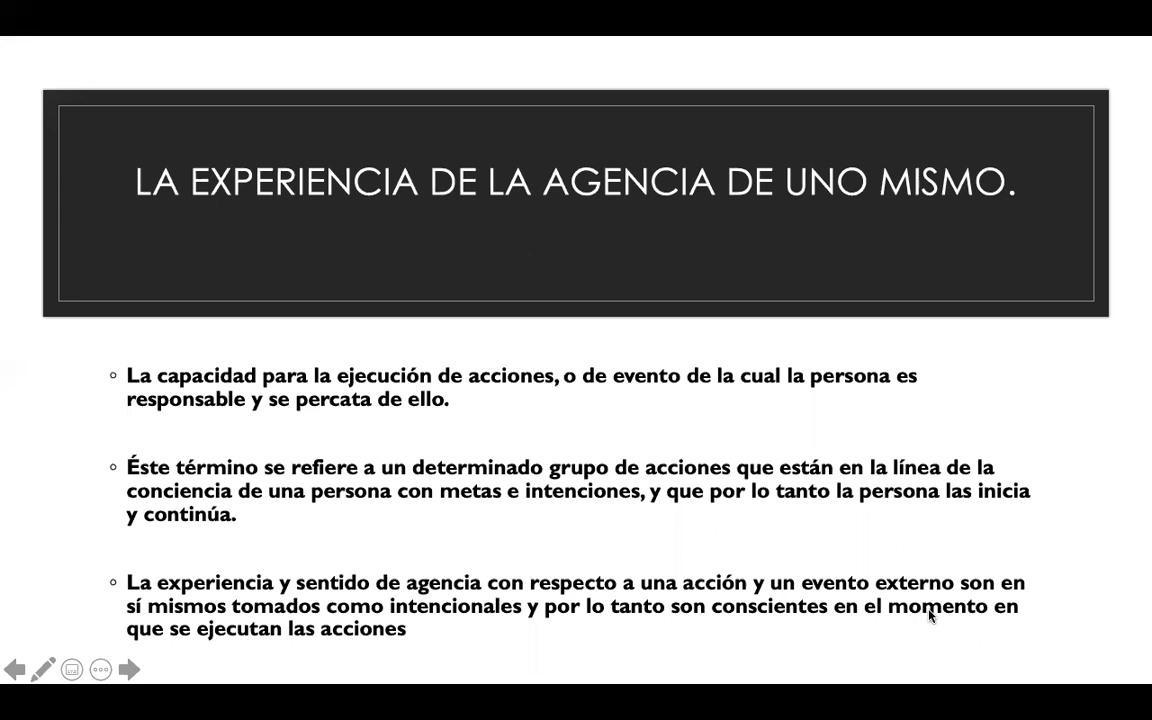 LA EXPERIENCIA DE LA AGENCIA DE UNO MISMO.
La capacidad para la ejecución de acciones, o de evento de la cual la persona es
responsable y se percata de ello.
Éste término se refiere a un determinado grupo de acciones que están en la línea de la
conciencia de una persona con metas e intenciones, y que por lo tanto la persona las inicia
y continúa.
La experiencia y sentido de agencia con respecto a una acción y un evento externo son en
sí mismos tomados como intencionales y por lo tanto son conscientes en el momento en
que se ejecutan las acciones